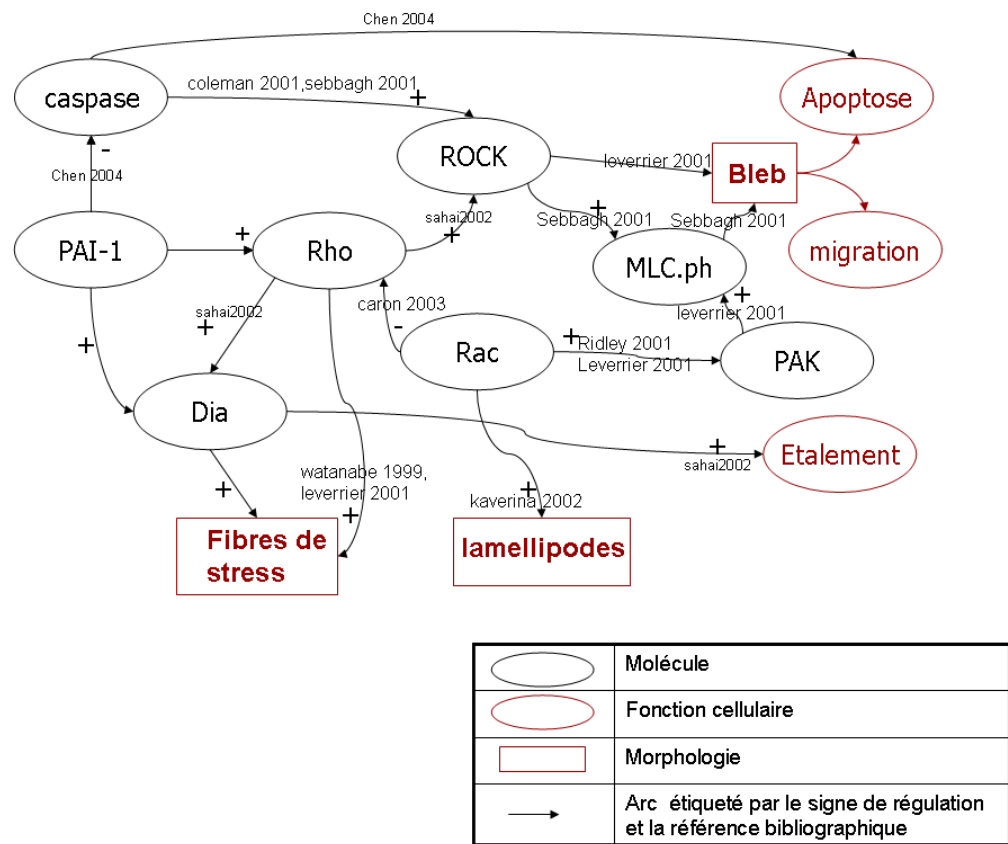 Chen 2004
caspase
coleman 2001,sebbagh 2001
+
Apoptose
ROCK
-
Chen 2004
leverrier 2001
Bleb
sahai2002
+
+
Sebbagh 2001
Sebbagh 2001
PAI-1
+
Rho
migration
MLC.ph
caron 2003
-
sahai2002
+
+
leverrier 2001
+
Rac
+
Ridley 2001
Leverrier 2001
PAK
Dia
+
sahai2002
Etalement
+
watanabe 1999,
leverrier 2001
+
kaverina 2002
+
Fibres de
stress
lamellipodes
Molécule
Fonction cellulaire
Morphologie
Arc étiqueté par le signe de régulation
et la référence bibliographique